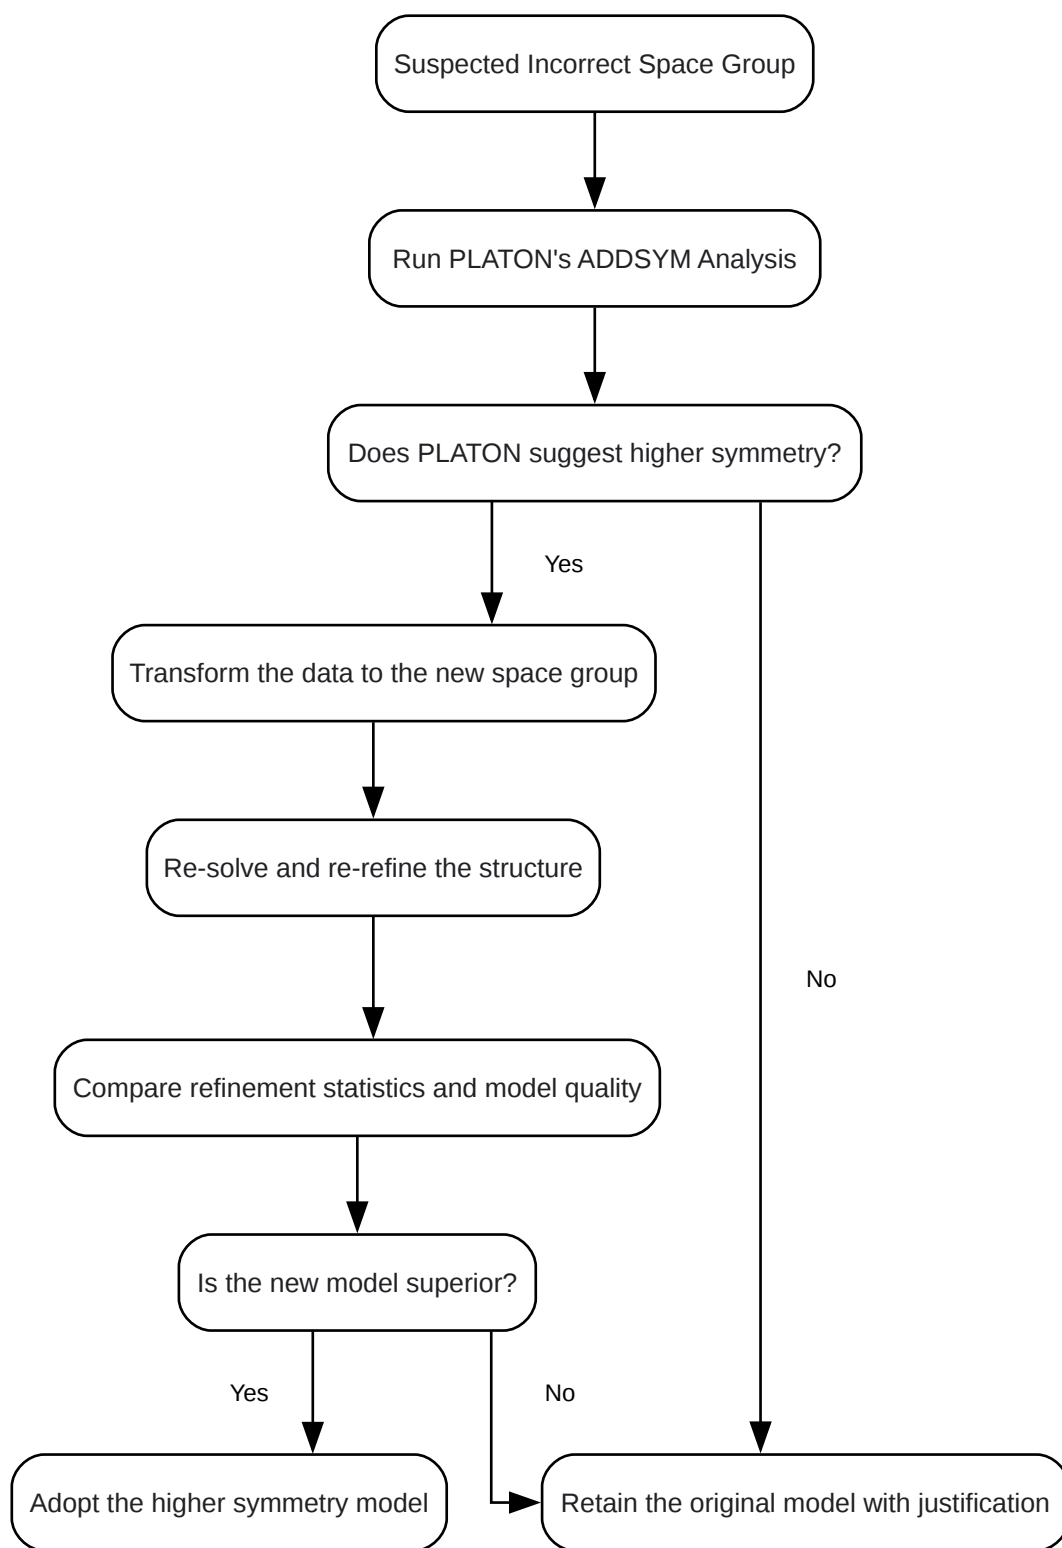 Suspected Incorrect Space Group
Run PLATON's ADDSYM Analysis
Does PLATON suggest higher symmetry?
Yes
Transform the data to the new space group
Re-solve and re-refine the structure
No
Compare refinement statistics and model quality
Is the new model superior?
Yes
No
Adopt the higher symmetry model
Retain the original model with justification